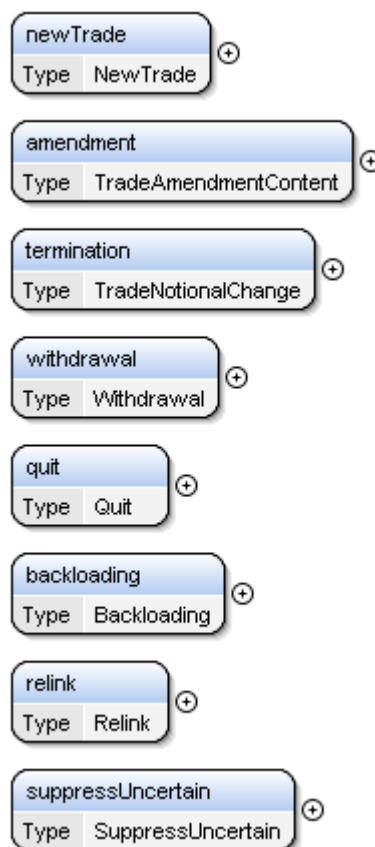 newTrade
Type NewTrade
amendment
Type TradeAmendmentContent
termination
Type TradeNotionalChange
withdrawal
Type Withdrawal
quit
Type Quit
backloading
Type Backloading
relink
Type Relink
suppressUncertain
Type SuppressUncertain